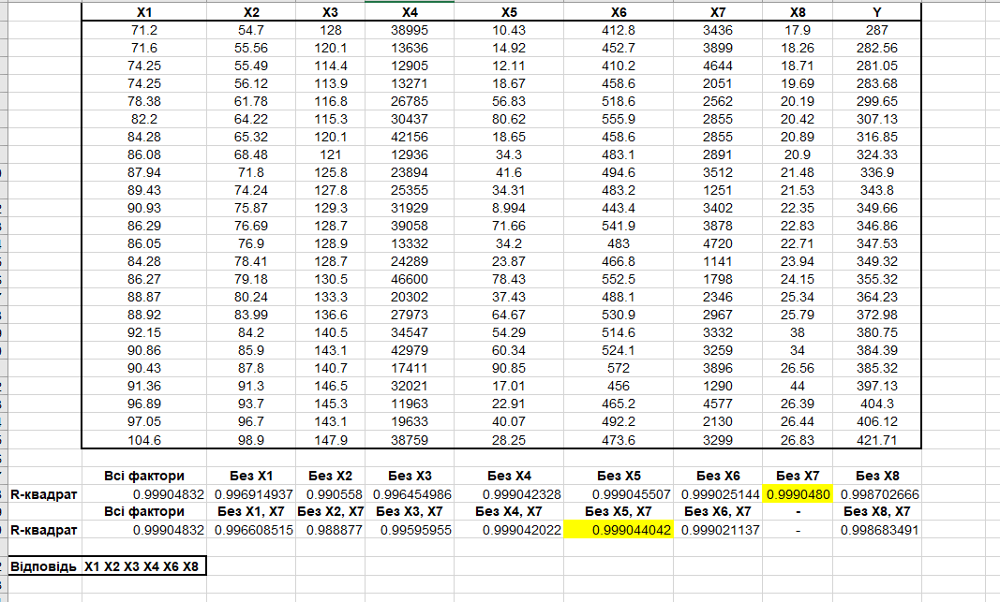 X1 X2 X3 X4 X5 X6 X7 X8 Y
71.2 54.7 128 38995 10.43 412.8 3436 17.9 287
71.6 55.56 120.1 13636 14.92 452.7 3899 18.26 282.56
74.25 55.49 114.4 12905 12.11 410.2 4644 18.71 281.05
74.25 56.12 113.9 13271 18.67 458.6 2051 19.69 283.68
78.38 61.78 116.8 26785 56.83 518.6 2562 20.19 299.65
82.2 64.22 115.3 30437 80.62 555.9 2855 20.42 307.13
84.28 65.32 120.1 42156 18.65 458.6 2855 20.89 316.85
86.08 68.48 121 12936 34.3 483.1 2891 20.9 324.33
87.94 71.8 125.8 23894 41.6 494.6 3512 21.48 336.9
89.43 74.24 127.8 25355 34.31 483.2 1251 21.53 343.8
90.93 75.87 129.3 31929 8.994 443.4 3402 22.35 349.66
86.29 76.69 128.7 39058 71.66 541.9 3878 22.83 346.86
86.05 76.9 128.9 13332 34.2 483 4720 22.71 347.53
84.28 78.41 128.7 24289 23.87 466.8 1141 23.94 349.32
86.27 79.18 130.5 46600 78.43 552.5 1798 24.15 355.32
88.87 80.24 133.3 20302 37.43 488.1 2346 25.34 364.23
88.92 83.99 136.6 27973 64.67 530.9 2967 25.79 372.98
92.15 84.2 140.5 34547 54.29 514.6 3332 38 380.75
90.86 85.9 143.1 42979 60.34 524.1 3259 34 384.39
90.43 87.8 140.7 17411 90.85 572 3896 26.56 385.32
91.36 91.3 146.5 32021 17.01 456 1290 44 397.13
96.89 93.7 145.3 11963 22.91 465.2 4577 26.39 404.3
97.05 96.7 143.1 19633 40.07 492.2 2130 26.44 406.12
104.6 98.9 147.9 38759 28.25 473.6 3299 26.83 421.71
Всі фактори Без X1 Без X2 Без X3 Без X4 Без X5 Без X6 Без X7 Без X8
R-квадрат 0.99904832 0.996914937 0.990558 0.996454986 0.999042328 0.999045507 0.999025144 0.9990480 0.998702666
Всі фактори Без X1, X7 Без X2, X7 Без X3, X7 Без X4, X7 Без X5, X7 Без X6, X7 - Без X8, X7
R-квадрат 0.99904832 0.996608515 0.988877 0.99595955 0.999042022 0.999044042 0.999021137 - 0.998683491
Відповідь X1 X2 X3 X4 X6 X8